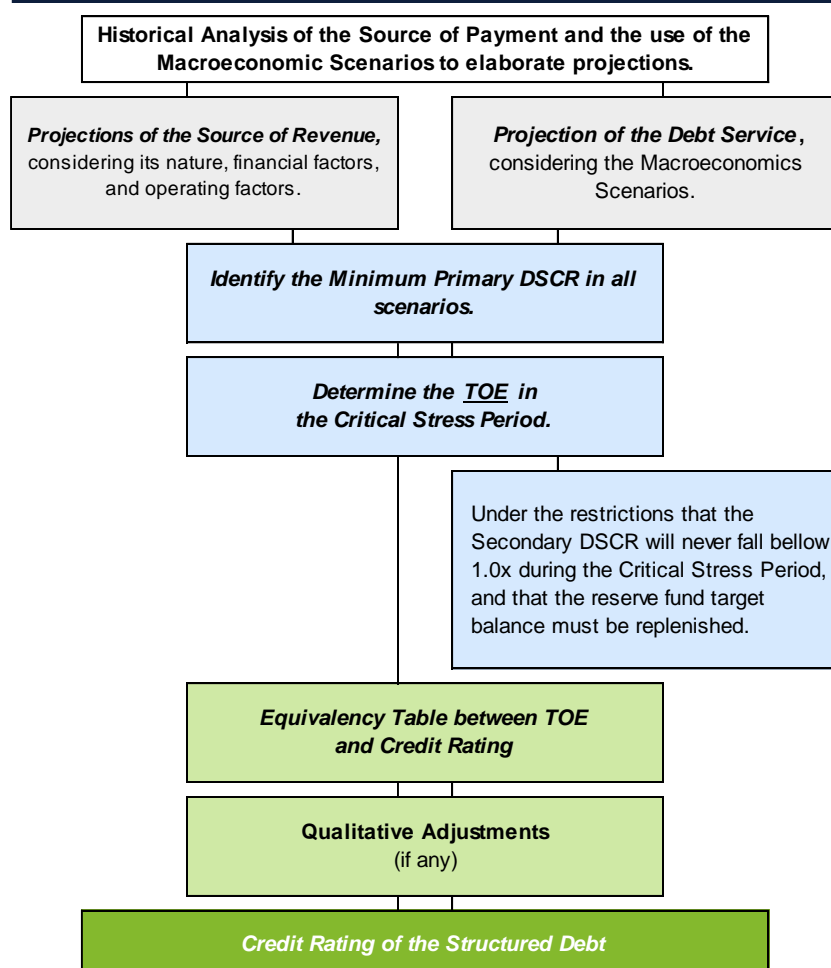 Historical Analysis of the Source of Payment and the use of the
Macroeconomic Scenarios to elaborate projections.
Projections of the Source of Revenue,
considering its nature, financial factors,
and operating factors.
Projection of the Debt Service,
considering the Macroeconomics
Scenarios.
Identify the Minimum Primary DSCR in all
scenarios.
Determine the TOE in
the Critical Stress Period.
Under the restrictions that the
Secondary DSCR will never fall bellow
1.0x during the Critical Stress Period,
and that the reserve fund target
balance must be replenished.
Equivalency Table between TOE
and Credit Rating
Qualitative Adjustments
(if any)
Credit Rating of the Structured Debt